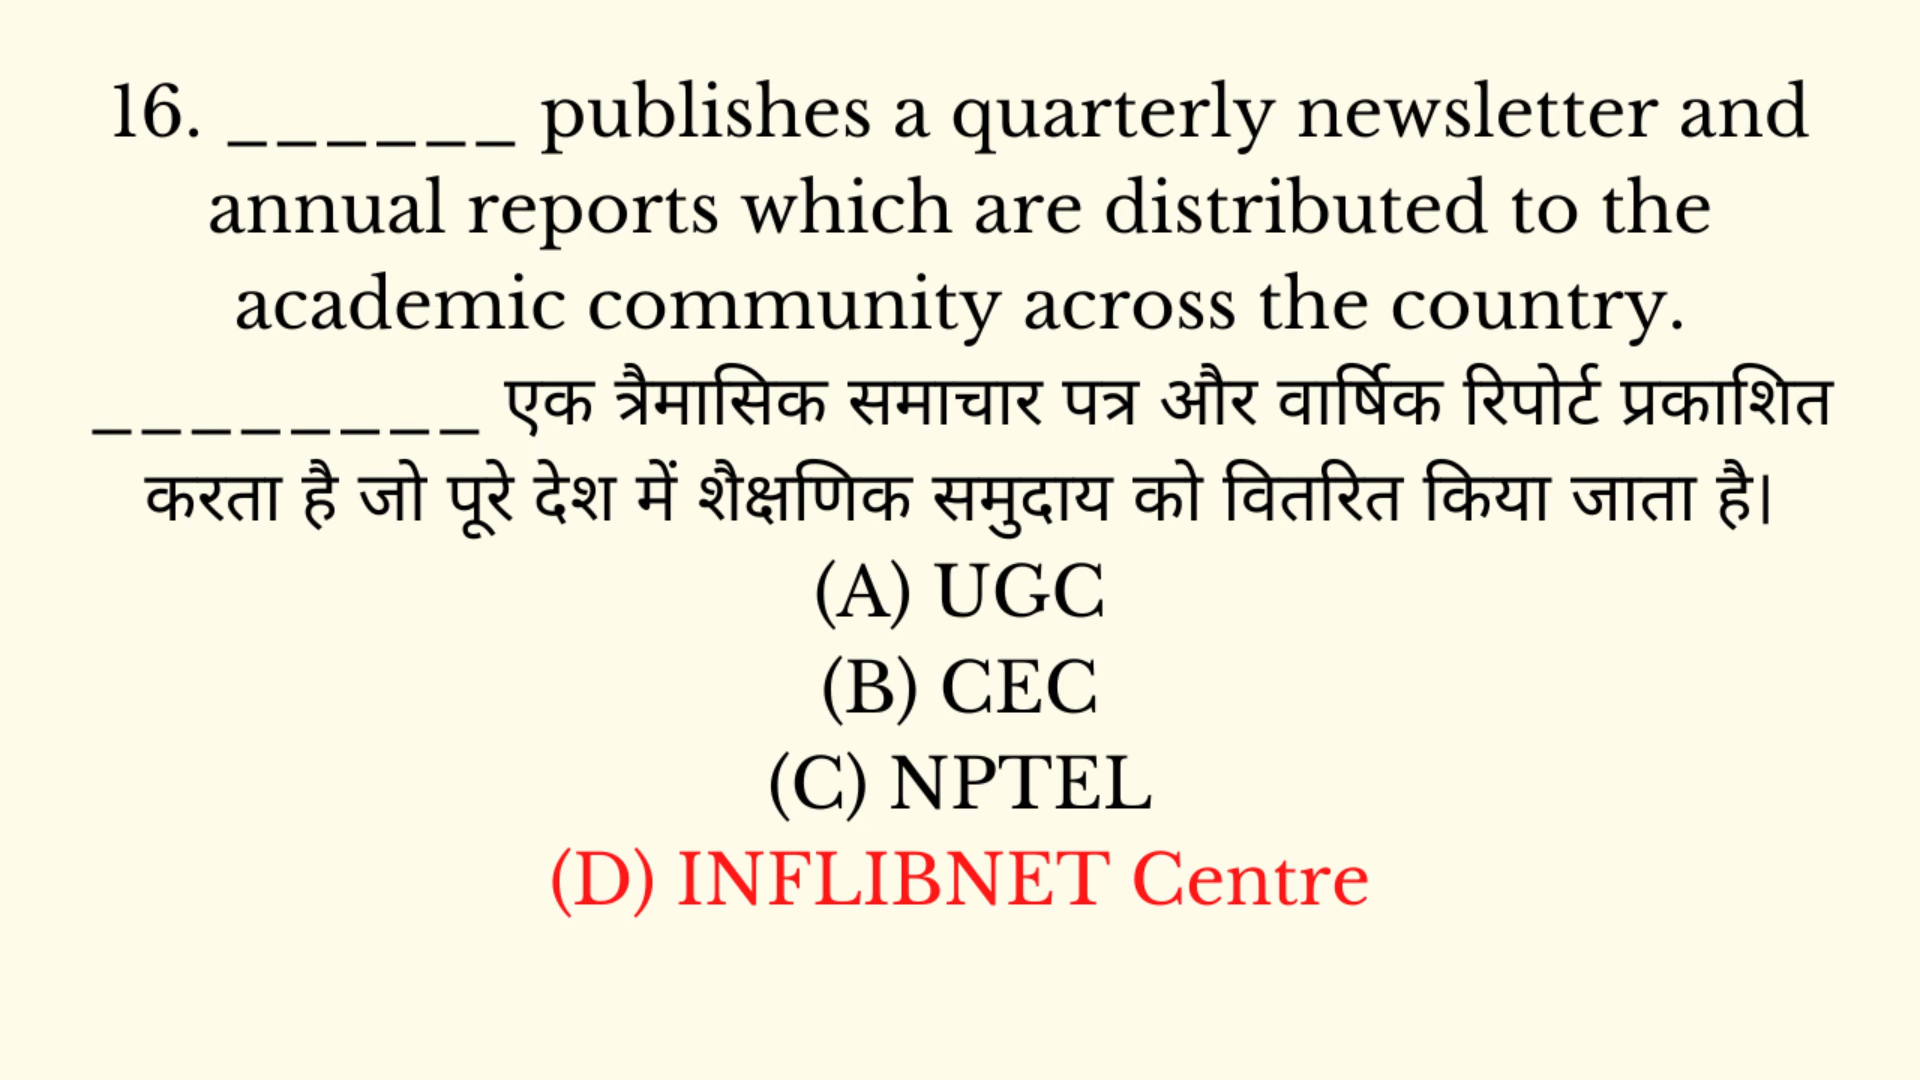 16. ______ publishes a quarterly newsletter and
annual reports which are distributed to the
academic community across the country.
________ एक त्रैमासिक समाचार पत्र और वार्षिक रिपोर्ट प्रकाशित
करता है जो पूरे देश में शैक्षणिक समुदाय को वितरित किया जाता है।
(A) UGC
(B) CEC
(C) NPTEL
(D) INFLIBNET Centre